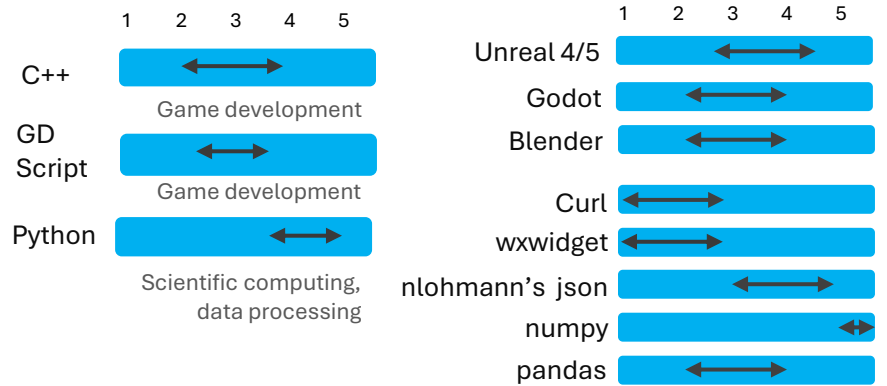 1 2 3 4 5
C++
Game development
GD
Script
Game development
Python
Scientific computing,
data processing
1 2 3 4 5
Unreal 4/5
Godot
Blender
Curl
wxwidget
nlohmann's json
numpy
pandas